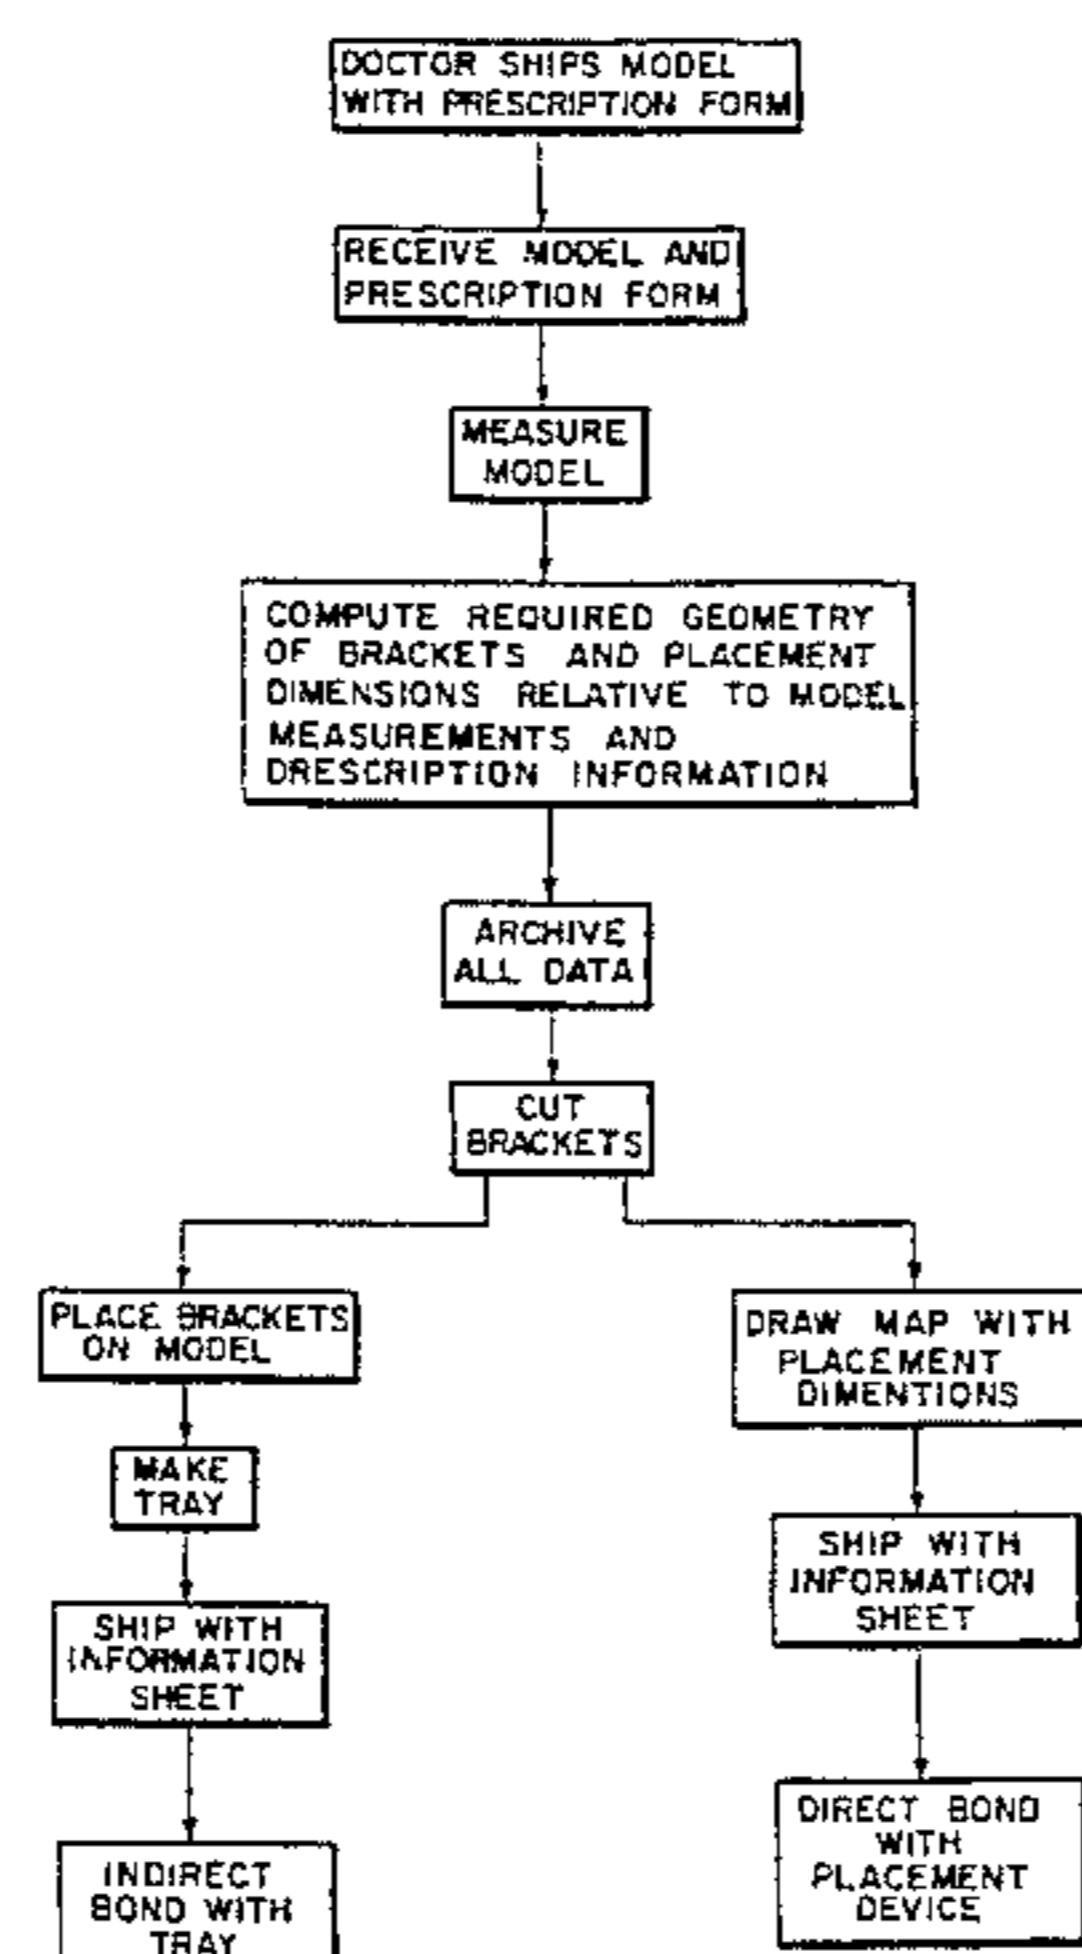 DOCTOR SHIPS MODEL
WITH PRESCRIPTION FORM
RECEIVE MODEL AND
PRESCRIPTION FORM
MEASURE
MODEL
COMPUTE REQUIRED GEOMETRY
OF BRACKETS AND PLACEMENT
DIMENSIONS RELATIVE TO MODEL
MEASUREMENTS AND
DRESCRIPTION INFORMATION
ARCHIVE
ALL DATA
CUT
BRACKETS
PLACE BRACKETS
ON MODEL
MAKE
TRAY
SHIP WITH
INFORMATION
SHEET
INDIRECT
BOND WITH
TRAY
DRAW MAP WITH
PLACEMENT
DIMENTIONS
SHIP WITH
INFORMATION
SHEET
DIRECT BOND
WITH
PLACEMENT
DEVICE